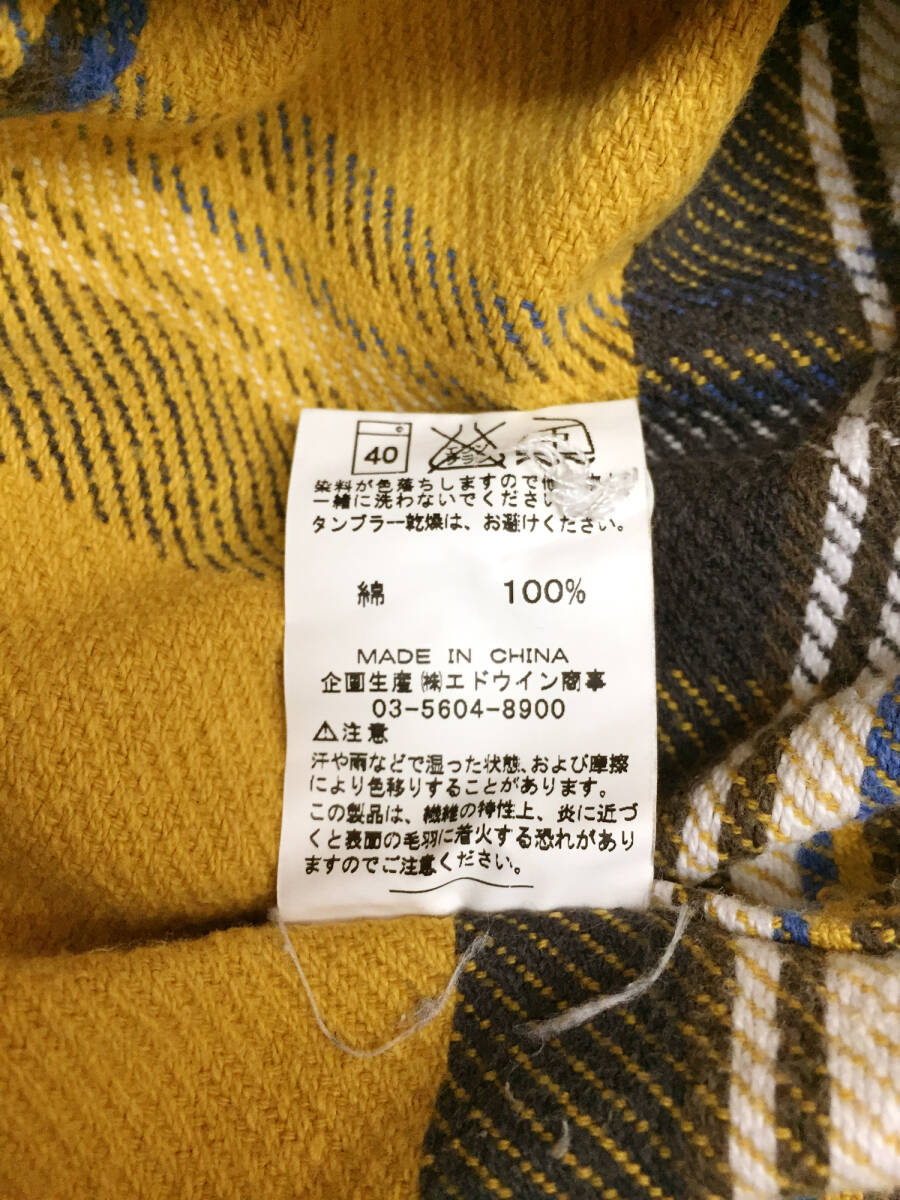 40
エンソ
サラシ
中
染料が色落ちしますので他
一緒に洗わないでください
タンブラー乾燥は、お避けください。
綿 100%
MADE IN CHINA
企画生産 ㈱エドウイン商事
03-5604-8900
⚠注意
汗や雨などで湿った状態、および摩擦
により色移りすることがあります。
この製品は、繊維の特性上、炎に近づ
くと表面の毛羽に着火する恐れがあり
ますのでご注意ください。